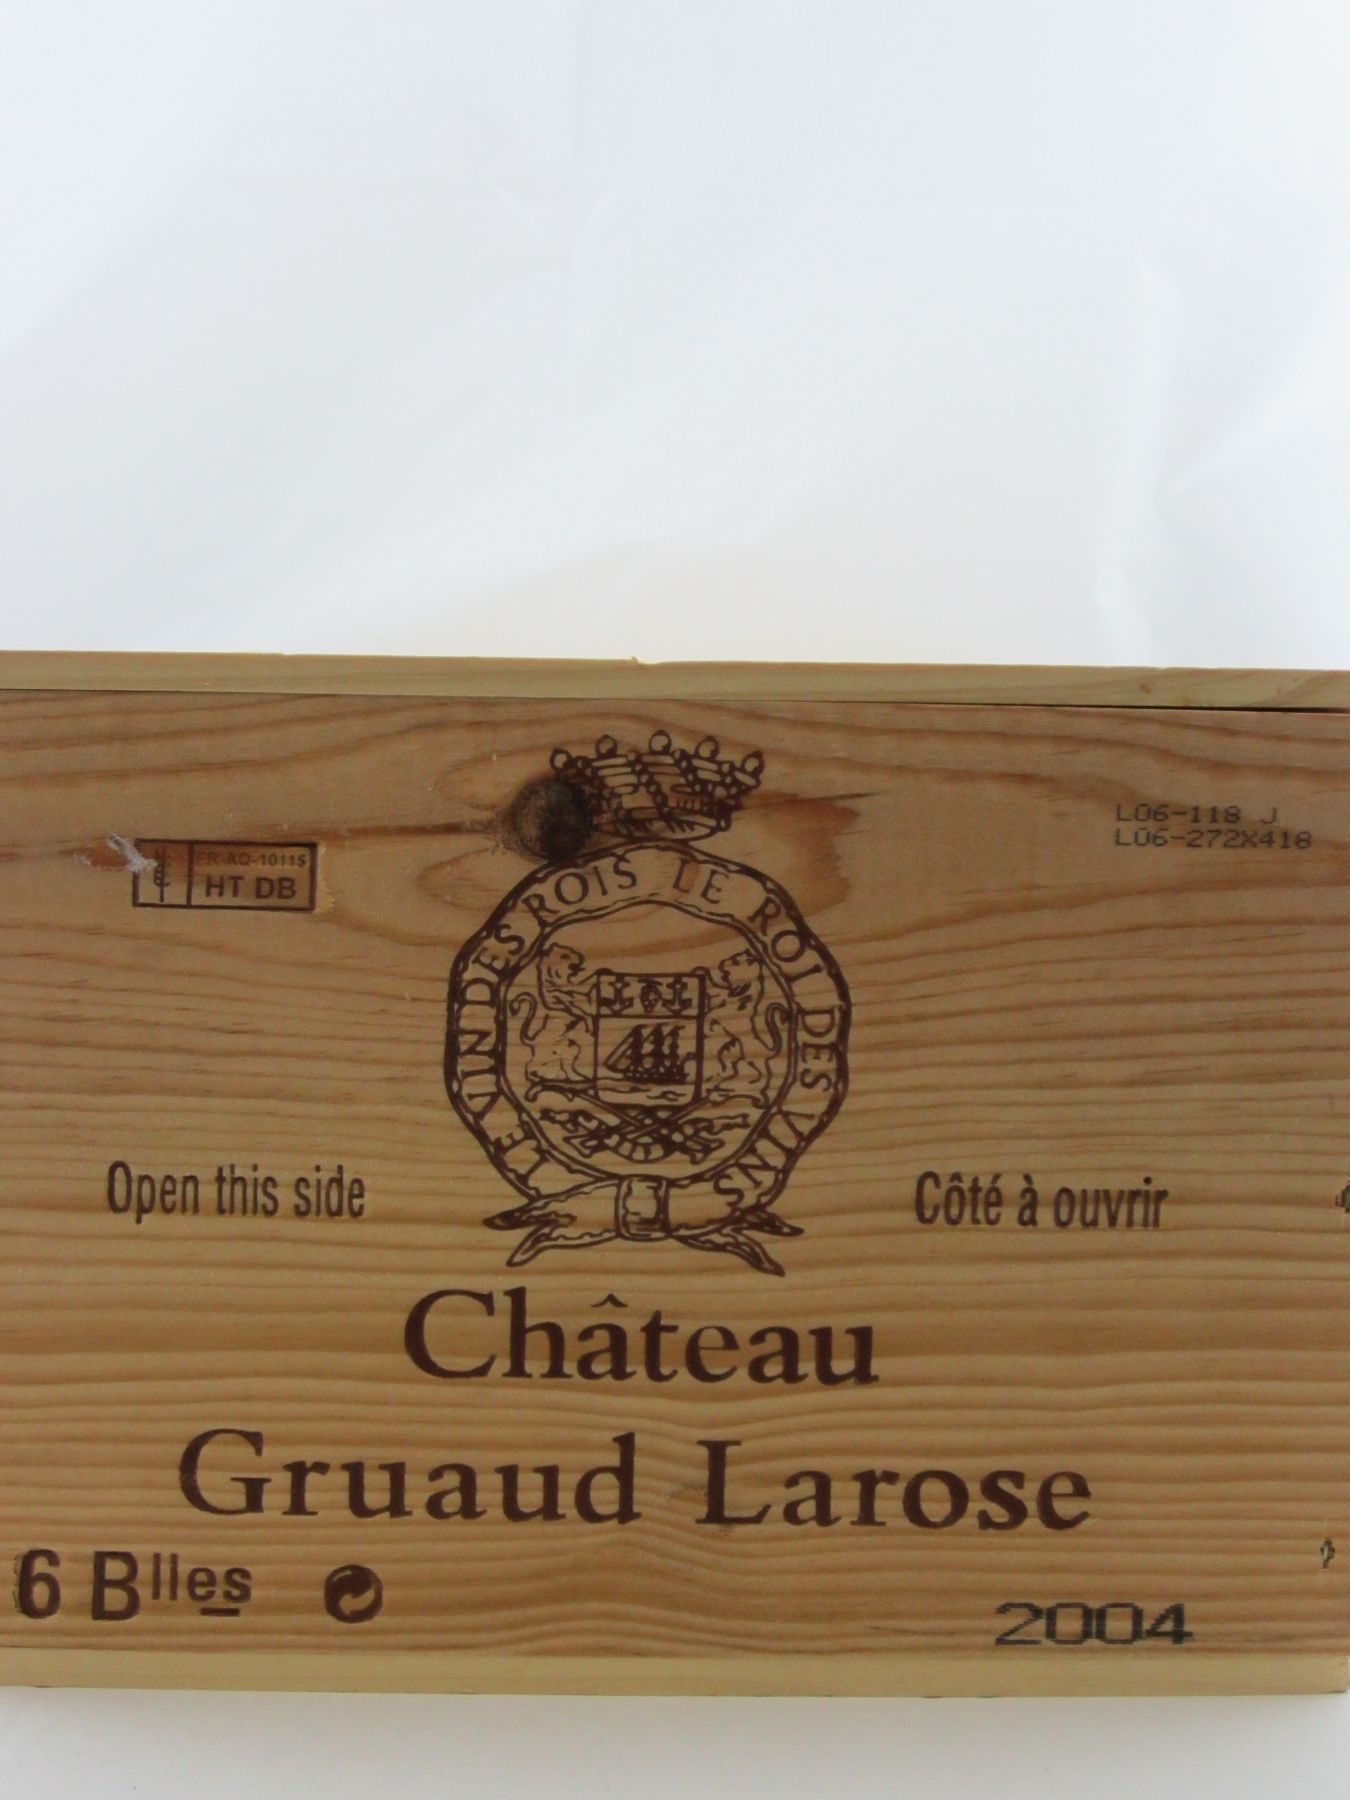 L06-118 J
L06-272X418
FR-AQ-10115
HT DB
LE VIN DES ROIS LE ROI DES VINS
Open this side
Côté à ouvrir
Château
Gruaud Larose
6 Blles
2004